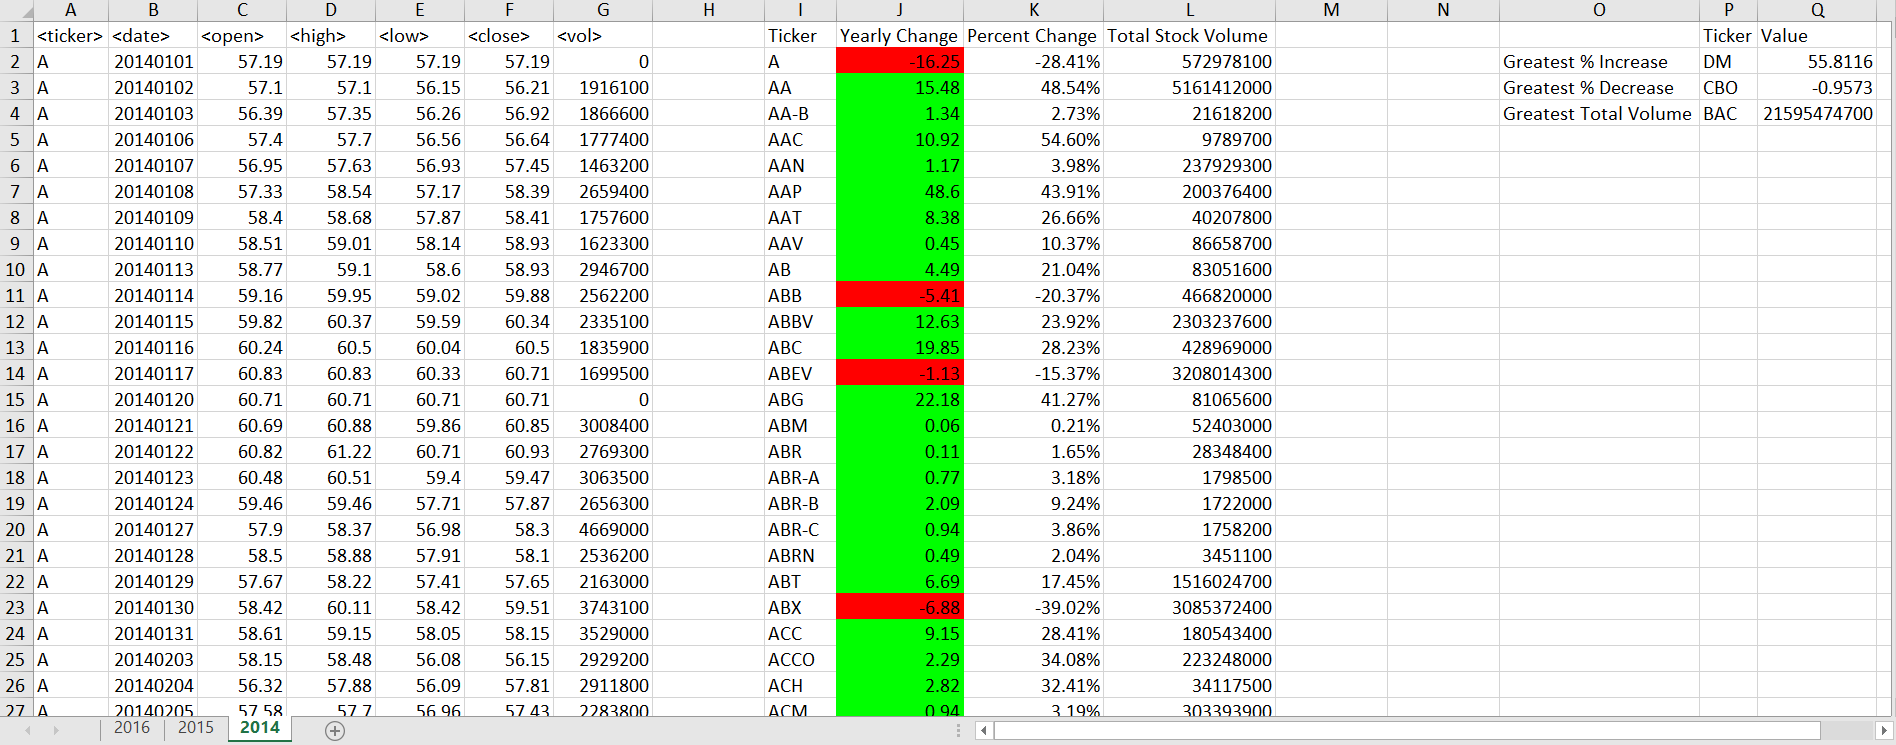 A B C D E F G H I J K L M N O P Q
1 <ticker> <date> <open> <high> <low> <close> <vol> Ticker Yearly Change Percent Change Total Stock Volume Ticker Value
2 A 20140101 57.19 57.19 57.19 57.19 0 A -16.25 -28.41% 572978100 Greatest % Increase DM 55.8116
3 A 20140102 57.1 57.1 56.15 56.21 1916100 AA 15.48 48.54% 5161412000 Greatest % Decrease CBO -0.9573
4 A 20140103 56.39 57.35 56.26 56.92 1866600 AA-B 1.34 2.73% 21618200 Greatest Total Volume BAC 21595474700
5 A 20140106 57.4 57.7 56.56 56.64 1777400 AAC 10.92 54.60% 9789700
6 A 20140107 56.95 57.63 56.93 57.45 1463200 AAN 1.17 3.98% 237929300
7 A 20140108 57.33 58.54 57.17 58.39 2659400 AAP 48.6 43.91% 200376400
8 A 20140109 58.4 58.68 57.87 58.41 1757600 AAT 8.38 26.66% 40207800
9 A 20140110 58.51 59.01 58.14 58.93 1623300 AAV 0.45 10.37% 86658700
10 A 20140113 58.77 59.1 58.6 58.93 2946700 AB 4.49 21.04% 83051600
11 A 20140114 59.16 59.95 59.02 59.88 2562200 ABB -5.41 -20.37% 466820000
12 A 20140115 59.82 60.37 59.59 60.34 2335100 ABBV 12.63 23.92% 2303237600
13 A 20140116 60.24 60.5 60.04 60.5 1835900 ABC 19.85 28.23% 428969000
14 A 20140117 60.83 60.83 60.33 60.71 1699500 ABEV -1.13 -15.37% 3208014300
15 A 20140120 60.71 60.71 60.71 60.71 0 ABG 22.18 41.27% 81065600
16 A 20140121 60.69 60.88 59.86 60.85 3008400 ABM 0.06 0.21% 52403000
17 A 20140122 60.82 61.22 60.71 60.93 2769300 ABR 0.11 1.65% 28348400
18 A 20140123 60.48 60.51 59.4 59.47 3063500 ABR-A 0.77 3.18% 1798500
19 A 20140124 59.46 59.46 57.71 57.87 2656300 ABR-B 2.09 9.24% 1722000
20 A 20140127 57.9 58.37 56.98 58.3 4669000 ABR-C 0.94 3.86% 1758200
21 A 20140128 58.5 58.88 57.91 58.1 2536200 ABRN 0.49 2.04% 3451100
22 A 20140129 57.67 58.22 57.41 57.65 2163000 ABT 6.69 17.45% 1516024700
23 A 20140130 58.42 60.11 58.42 59.51 3743100 ABX -6.88 -39.02% 3085372400
24 A 20140131 58.61 59.15 58.05 58.15 3529000 ACC 9.15 28.41% 180543400
25 A 20140203 58.15 58.48 56.08 56.15 2929200 ACCO 2.29 34.08% 223248000
26 A 20140204 56.32 57.88 56.09 57.81 2911800 ACH 2.82 32.41% 34117500
27 A 20140205 57.58 57.7 56.96 57.43 2283800 ACM 0.94 3.19% 303393900
2016 2015 2014